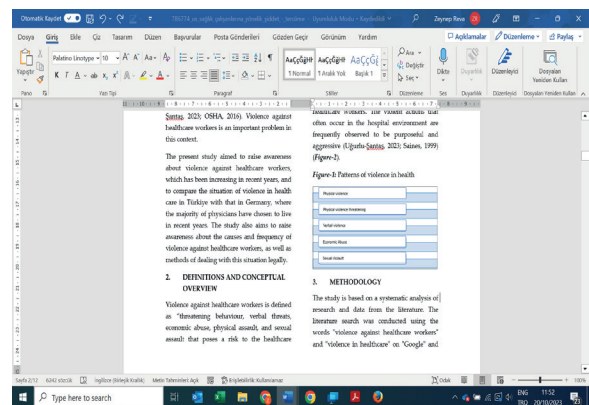 Otomatik Kaydet
T86774_oz_sağlık_çalışanlarına_yönelik_şiddet
Uyumluluk Modu
Zeynep Reva
ZR
Dosya Giriş Ekle Çiz Tasarım Düzen Başvurular Posta Gönderileri Gözden Geçir Görünüm Yardım
Açıklamalar Düzenleme Paylaş
Yapıştır
Palatino Linotype 10
K T A
AaÇçĞğHł AaÇçĞğHł AaÇçĞğ
1 Normal 1 Aralık Yok Başlık 1
Ara
Değiştir
Seç
Dikte
Duyarlılık
Düzenleyici
Dosyaları
Yeniden Kullan
Pano Yazı Tipi Paragraf Stiller Düzenleme Ses Duyarlılık Düzenleyici Dosyaları Yeniden Kullan
Şantaş, 2023; OSHA, 2016). Violence against
healthcare workers is an important problem in
this context.
The present study aimed to raise awareness
about violence against healthcare workers,
which has been increasing in recent years, and
to compare the situation of violence in health
care in Türkiye with that in Germany, where
the majority of physicians have chosen to live
in recent years. The study also aims to raise
awareness about the causes and frequency of
violence against healthcare workers, as well as
methods of dealing with this situation legally.
2. DEFINITIONS AND CONCEPTUAL
OVERVIEW
Violence against healthcare workers is defined
as "threatening behaviour, verbal threats,
economic abuse, physical assault, and sexual
assault that poses a risk to the healthcare
healthcare workers. The violent actions that
often occur in the hospital environment are
frequently observed to be purposeful and
aggressive (Uğurlu-Şantaş, 2023; Saines, 1999)
(Figure-2).
Figure-1: Patterns of violence in health
Physical violence
Physical violence threatening
Verbal violence
Economic Abuse
Sexual Assault
3. METHODOLOGY
The study is based on a systematic analysis of
research and data from the literature. The
literature search was conducted using the
words "violence against healthcare workers"
and "violence in healthcare" on "Google" and
Sayfa 2/12 6242 sözcük İngilizce (Birleşik Krallık) Metin Tahminleri: Açık Erişilebilirlik: Kullanılamaz
Odak
100%
Type here to search
ENG
TRQ
11:52
20/10/2023